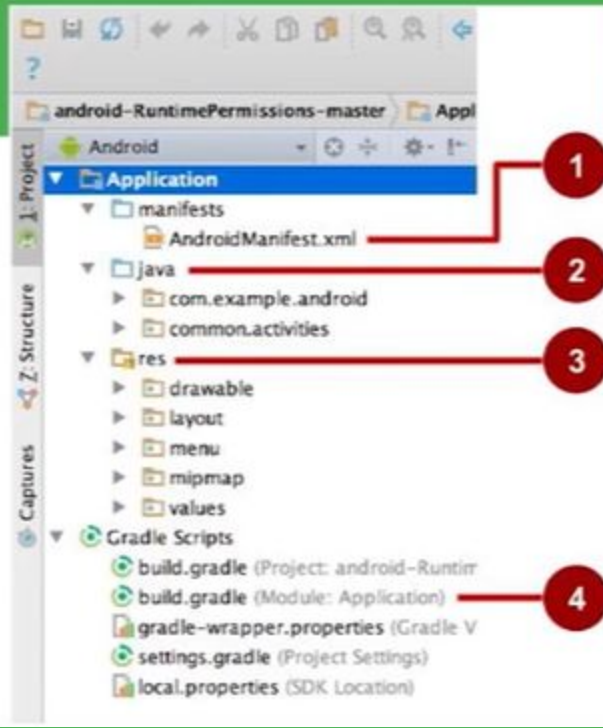 ?
android-RuntimePermissions-master Appl
Android
1: Project
Z: Structure
Captures
Application
manifests
AndroidManifest.xml
1
java
2
com.example.android
common.activities
res
3
drawable
layout
menu
mipmap
values
Gradle Scripts
build.gradle (Project: android-Runtim
build.gradle (Module: Application)
4
gradle-wrapper.properties (Gradle V
settings.gradle (Project Settings)
local.properties (SDK Location)